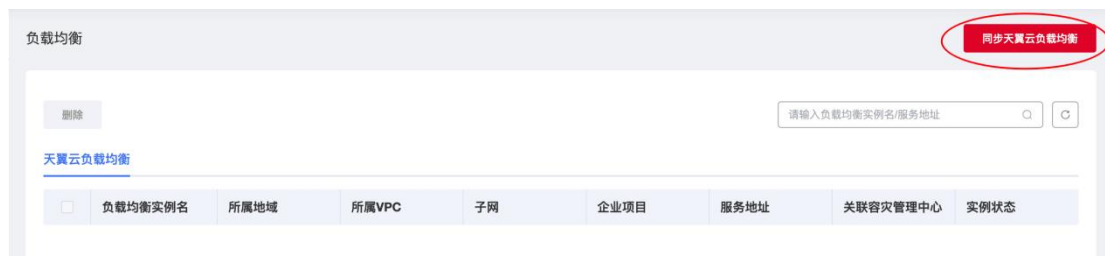 负载均衡
同步天翼云负载均衡
删除
请输入负载均衡实例名/服务地址
天翼云负载均衡
负载均衡实例名 所属地域 所属VPC 子网 企业项目 服务地址 关联容灾管理中心 实例状态